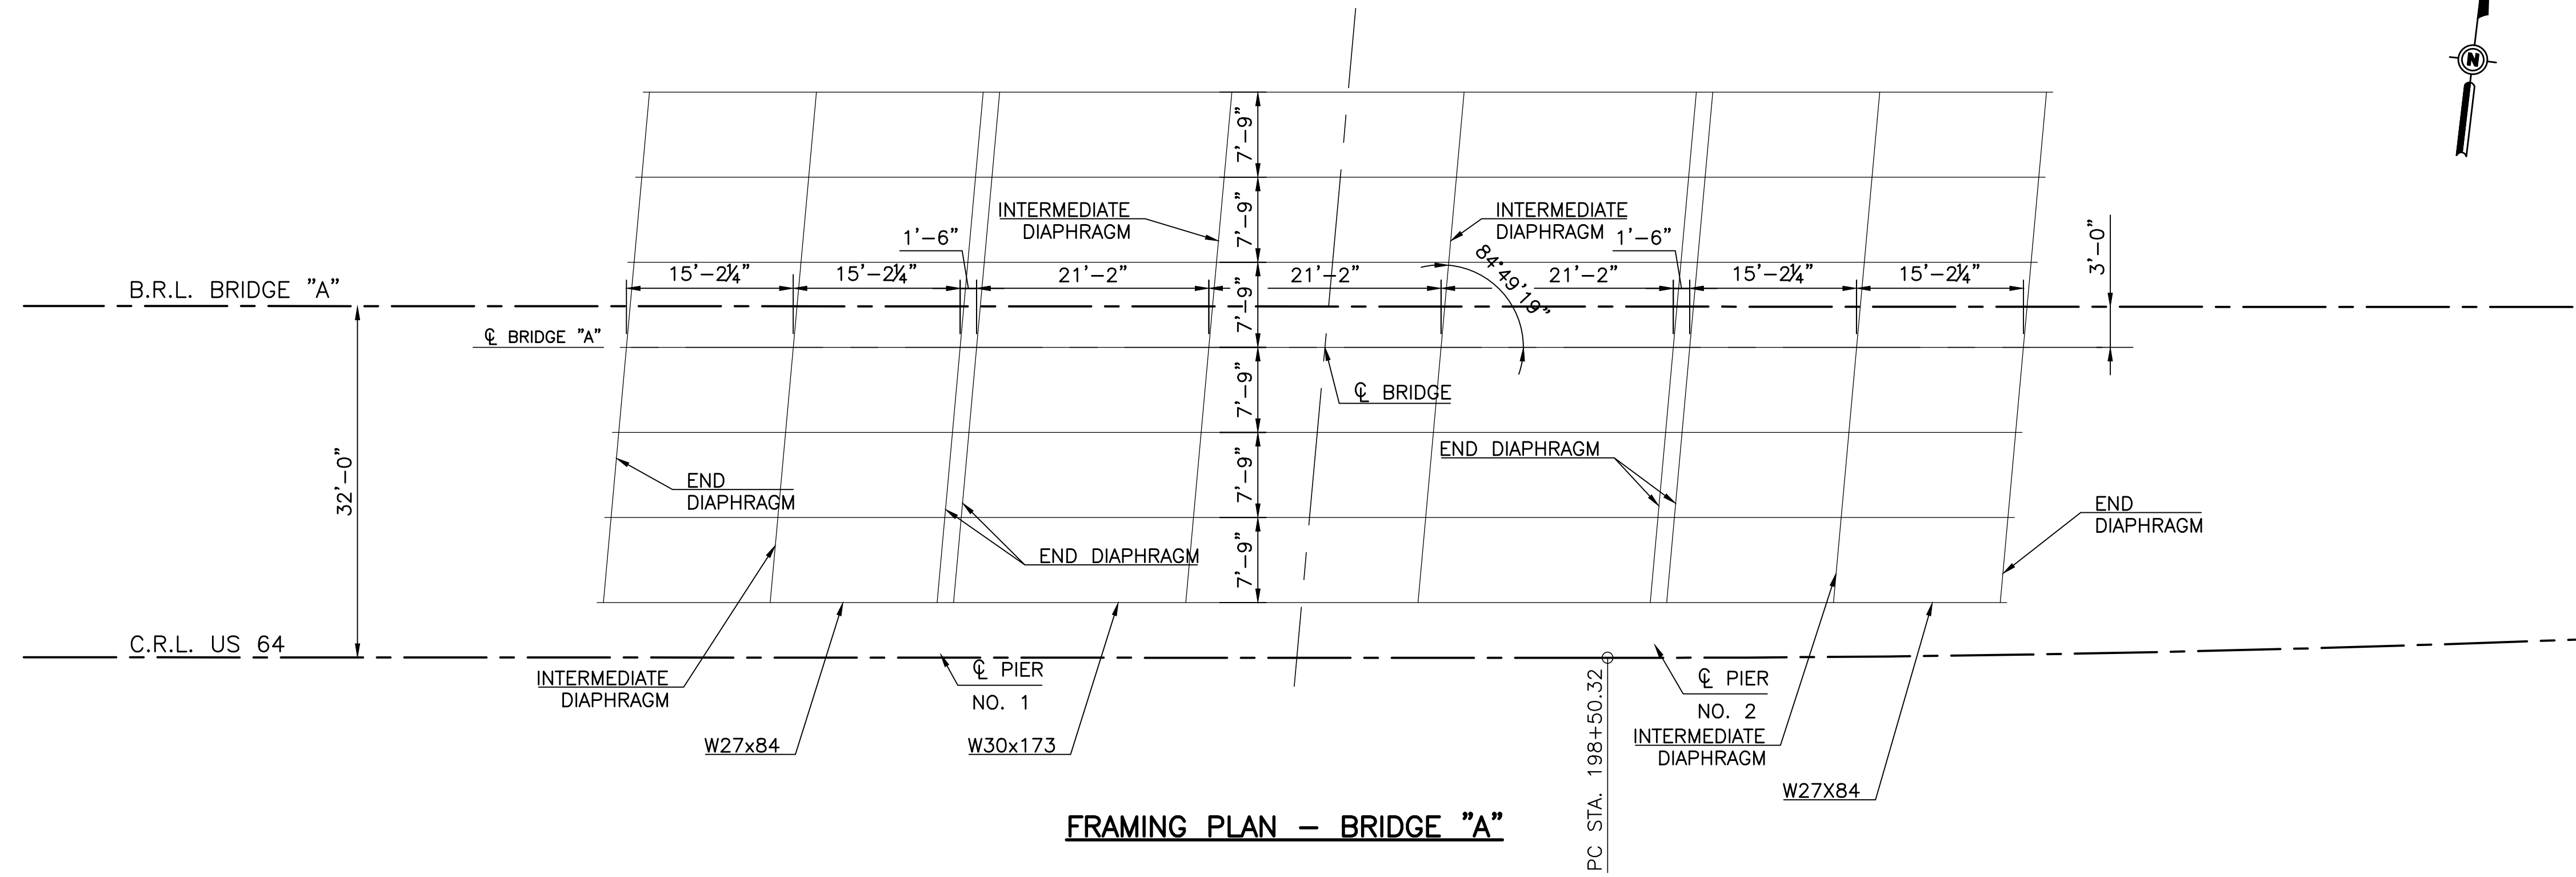 N
7'-9"
7'-9"
7'-9"
7'-9"
7'-9"
7'-9"
INTERMEDIATE
DIAPHRAGM
INTERMEDIATE
DIAPHRAGM
1'-6"
1'-6"
84°49'19"
3'-0"
15'-2¼"
15'-2¼"
21'-2"
21'-2"
21'-2"
15'-2¼"
15'-2¼"
B.R.L. BRIDGE "A"
℄ BRIDGE "A"
℄ BRIDGE
32'-0"
END
DIAPHRAGM
END DIAPHRAGM
END DIAPHRAGM
END
DIAPHRAGM
C.R.L. US 64
INTERMEDIATE
DIAPHRAGM
℄ PIER
NO. 1
℄ PIER
NO. 2
INTERMEDIATE
DIAPHRAGM
W27x84
W30x173
W27X84
PC STA. 198+50.32
FRAMING PLAN – BRIDGE "A"